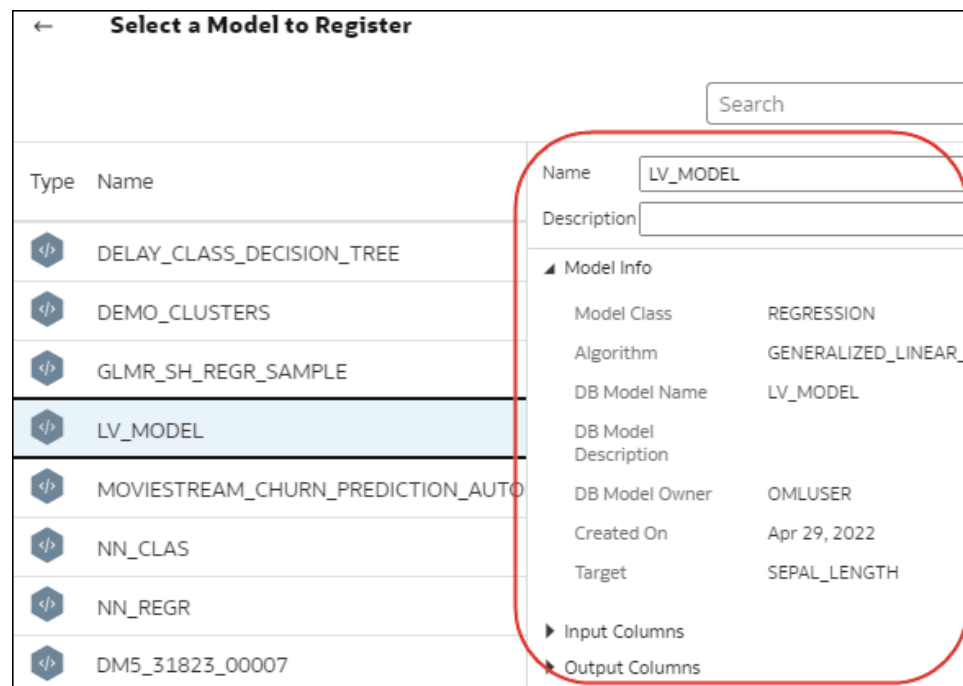 ← Select a Model to Register
Search
Type Name
DELAY_CLASS_DECISION_TREE
DEMO_CLUSTERS
GLMR_SH_REGR_SAMPLE
LV_MODEL
MOVIESTREAM_CHURN_PREDICTION_AUTO
NN_CLAS
NN_REGR
DM5_31823_00007
Name LV_MODEL
Description
Model Info
Model Class REGRESSION
Algorithm GENERALIZED_LINEAR_
DB Model Name LV_MODEL
DB Model
Description
DB Model Owner OMLUSER
Created On Apr 29, 2022
Target SEPAL_LENGTH
Input Columns
Output Columns